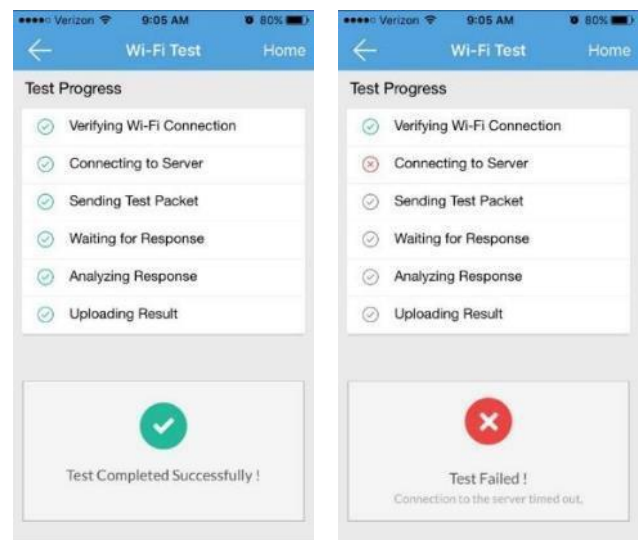 Verizon 9:05 AM 80%
Wi-Fi Test Home
Test Progress
Verifying Wi-Fi Connection
Connecting to Server
Sending Test Packet
Waiting for Response
Analyzing Response
Uploading Result
Test Completed Successfully !
Verizon 9:05 AM 80%
Wi-Fi Test Home
Test Progress
Verifying Wi-Fi Connection
Connecting to Server
Sending Test Packet
Waiting for Response
Analyzing Response
Uploading Result
Test Failed !
Connection to the server timed out.